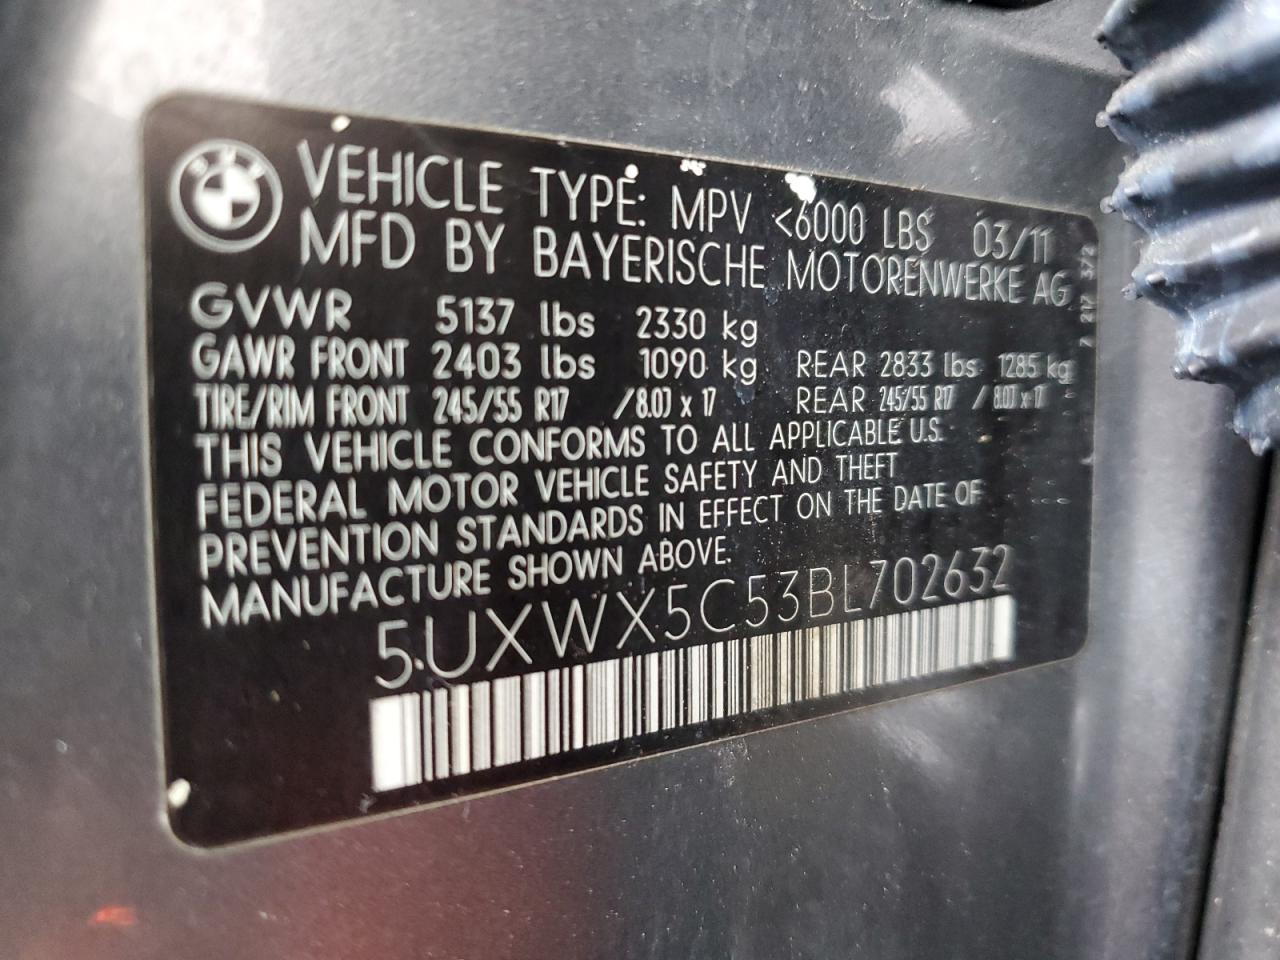 VEHICLE TYPE: MPV <6000 LBS 03/11
MFD BY BAYERISCHE MOTORENWERKE AG
GVWR 5137 lbs 2330 kg
GAWR FRONT 2403 lbs 1090 kg REAR 2833 lbs 1285 kg
TIRE/RIM FRONT 245/55 R17 /8.0J x 17 REAR 245/55 R17 /8.0J x 17
THIS VEHICLE CONFORMS TO ALL APPLICABLE U.S.
FEDERAL MOTOR VEHICLE SAFETY AND THEFT
PREVENTION STANDARDS IN EFFECT ON THE DATE OF
MANUFACTURE SHOWN ABOVE.
5UXWX5C53BL702632
7 217 372